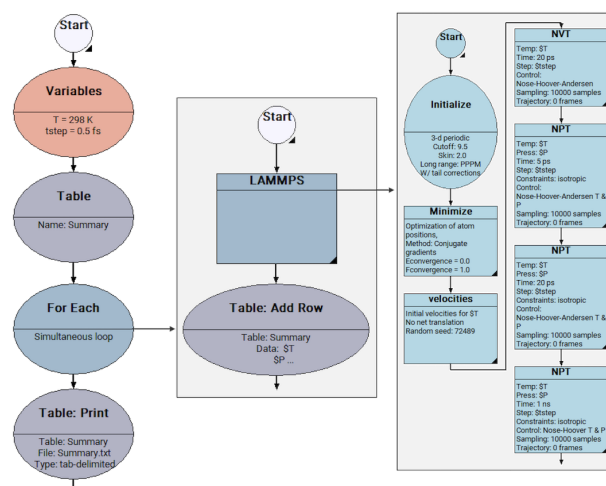 Start
Variables
T = 298 K
tstep = 0.5 fs
Table
Name: Summary
For Each
Simultaneous loop
Table: Print
Table: Summary
File: Summary.txt
Type: tab-delimited
Start
LAMMPS
Table: Add Row
Table: Summary
Data: $T
$P ...
Start
Initialize
3-d periodic
Cutoff: 9.5
Skin: 2.0
Long range: PPPM
W/ tail corrections
Minimize
Optimization of atom
positions,
Method: Conjugate
gradients
Econvergence = 0.0
Fconvergence = 1.0
velocities
Initial velocities for $T
No net translation
Random seed: 72489
NVT
Temp: $T
Time: 20 ps
Step: $tstep
Control:
Nose-Hoover-Andersen
Sampling: 10000 samples
Trajectory: 0 frames
NPT
Temp: $T
Press: $P
Time: 5 ps
Step: $tstep
Constraints: isotropic
Control:
Nose-Hoover-Andersen T &
P
Sampling: 10000 samples
Trajectory: 0 frames
NPT
Temp: $T
Press: $P
Time: 20 ps
Step: $tstep
Constraints: isotropic
Control:
Nose-Hoover-Andersen T &
P
Sampling: 10000 samples
Trajectory: 0 frames
NPT
Temp: $T
Press: $P
Time: 1 ns
Step: $tstep
Constraints: isotropic
Control: Nose-Hoover T & P
Sampling: 10000 samples
Trajectory: 0 frames